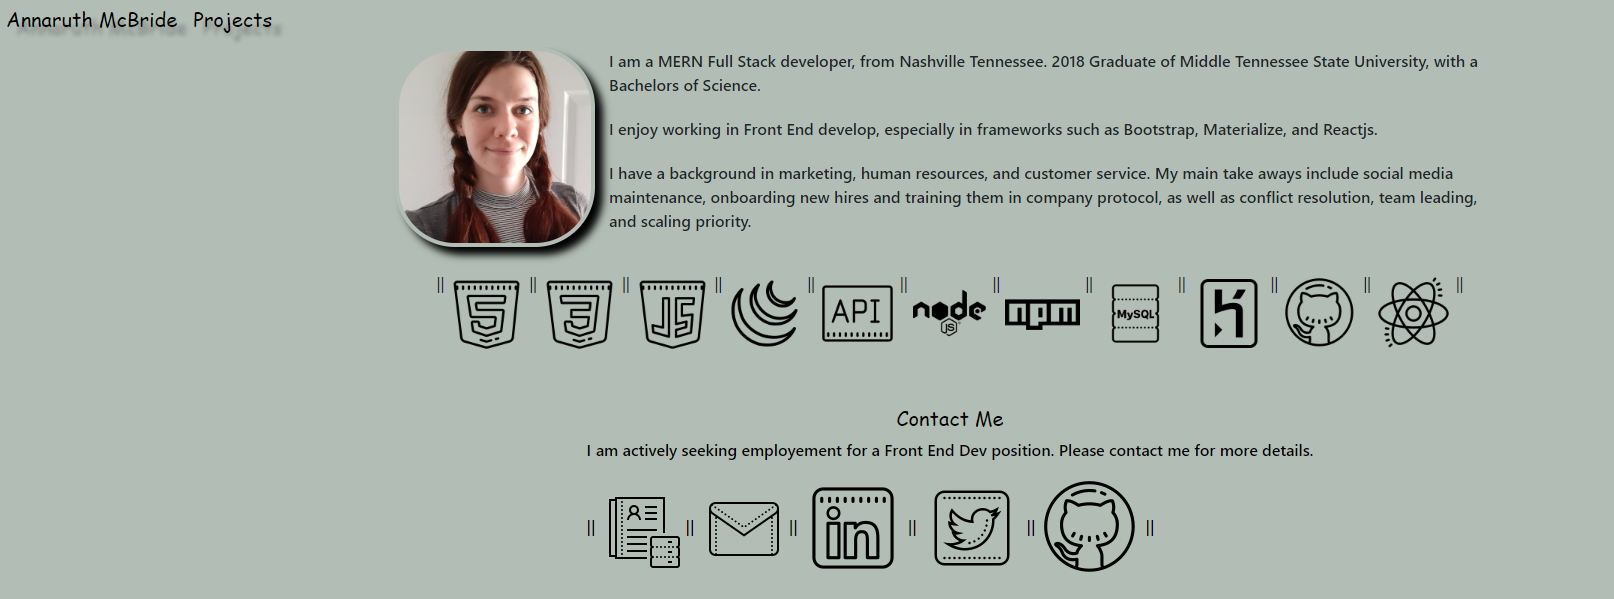 Annaruth McBride Projects
I am a MERN Full Stack developer, from Nashville Tennessee. 2018 Graduate of Middle Tennessee State University, with a
Bachelors of Science.
I enjoy working in Front End develop, especially in frameworks such as Bootstrap, Materialize, and Reactjs.
I have a background in marketing, human resources, and customer service. My main take aways include social media
maintenance, onboarding new hires and training them in company protocol, as well as conflict resolution, team leading,
and scaling priority.
|| 5 || 3 || JS || || API || node JS || npm || MySQL || || || ||
Contact Me
I am actively seeking employement for a Front End Dev position. Please contact me for more details.
|| || || in || || ||